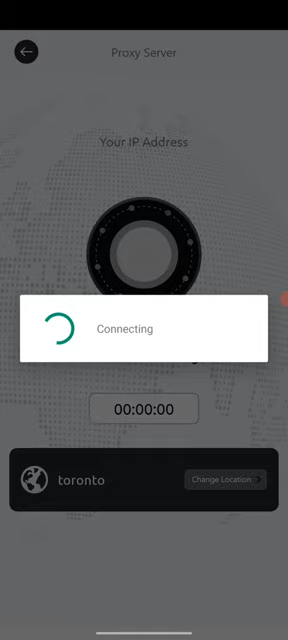 Proxy Server
Your IP Address
Connecting
00:00:00
toronto
Change Location